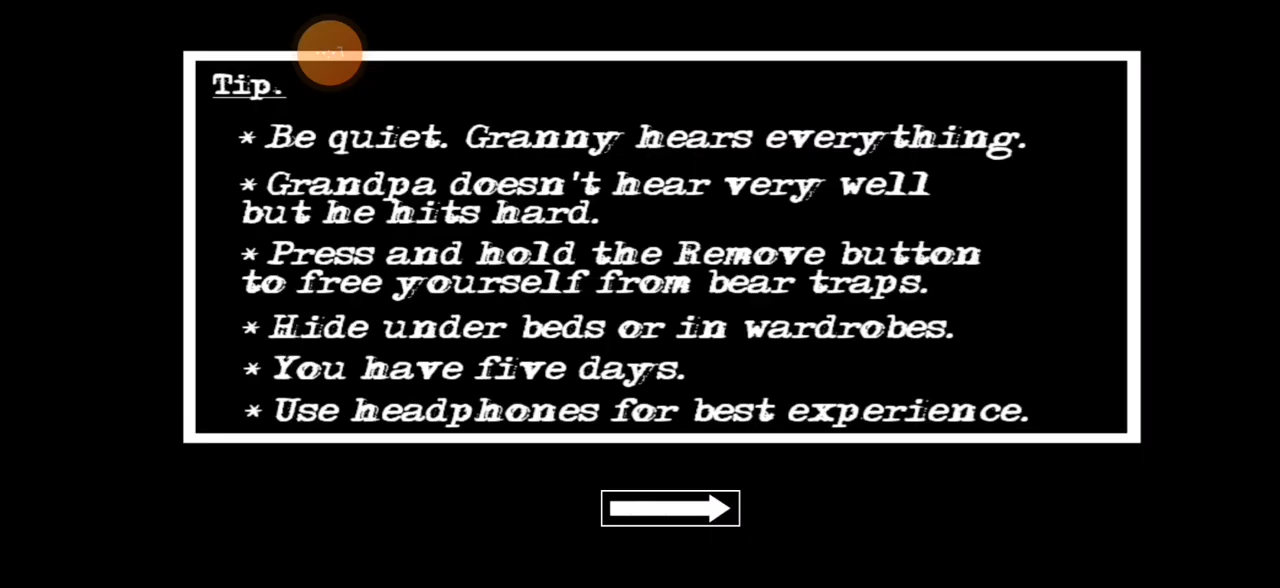 Tip.
* Be quiet. Granny hears everything.
* Grandpa doesn't hear very well
but he hits hard.
* Press and hold the Remove button
to free yourself from bear traps.
* Hide under beds or in wardrobes.
* You have five days.
* Use headphones for best experience.